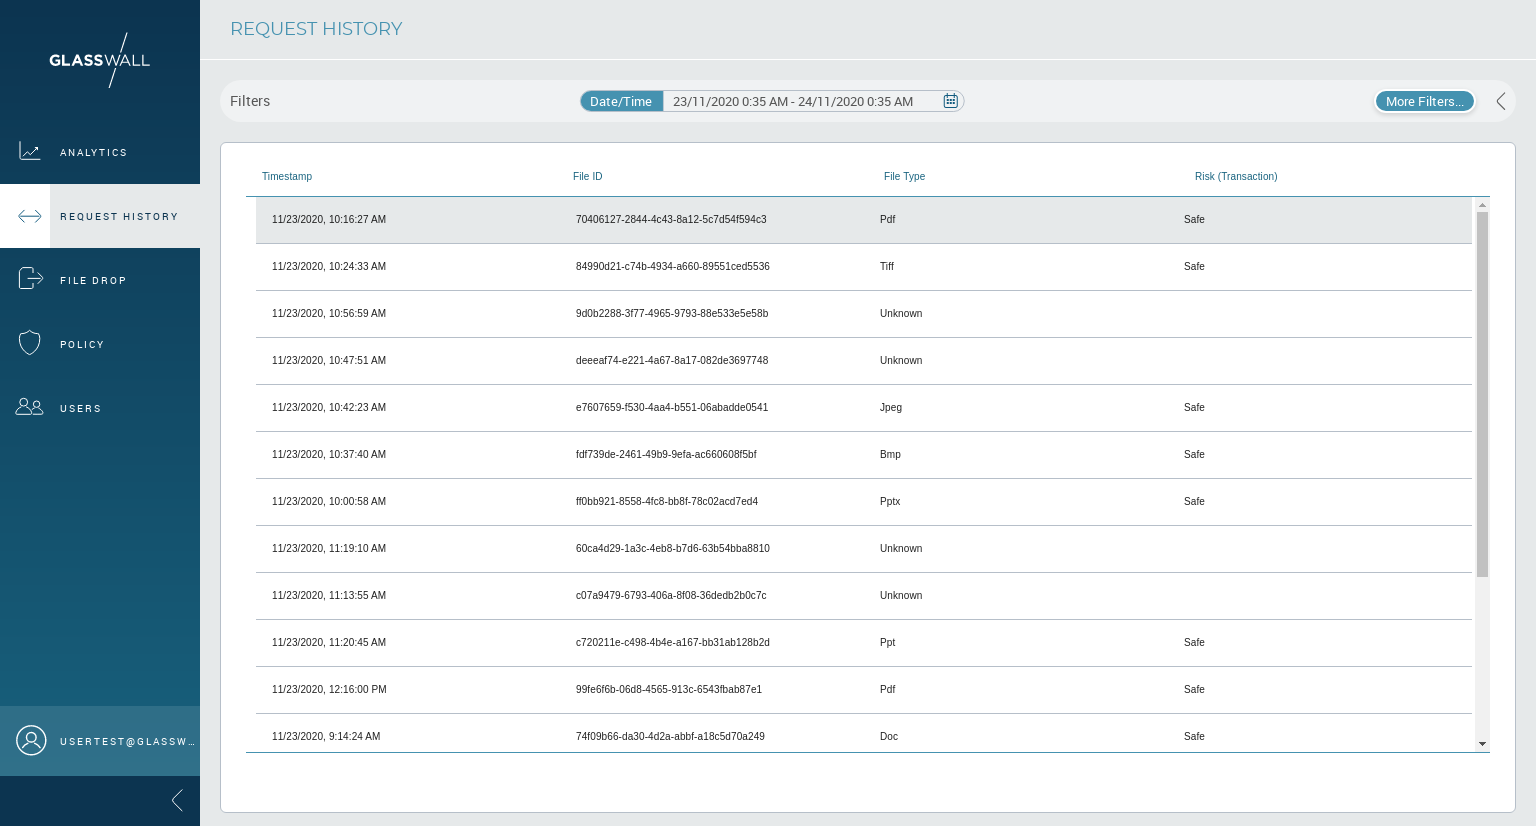 REQUEST HISTORY
GLASSWALL
Filters
Date/Time 23/11/2020 0:35 AM - 24/11/2020 0:35 AM
More Filters...
ANALYTICS
REQUEST HISTORY
FILE DROP
POLICY
USERS
USERTEST@GLASSW...
Timestamp File ID File Type Risk (Transaction)
11/23/2020, 10:16:27 AM 70406127-2844-4c43-8a12-5c7d54f594c3 Pdf Safe
11/23/2020, 10:24:33 AM 84990d21-c74b-4934-a660-89551ced5536 Tiff Safe
11/23/2020, 10:56:59 AM 9d0b2288-3f77-4965-9793-88e533e5e58b Unknown
11/23/2020, 10:47:51 AM deeeaf74-e221-4a67-8a17-082de3697748 Unknown
11/23/2020, 10:42:23 AM e7607659-f530-4aa4-b551-06abadde0541 Jpeg Safe
11/23/2020, 10:37:40 AM fdf739de-2461-49b9-9efa-ac660608f5bf Bmp Safe
11/23/2020, 10:00:58 AM ff0bb921-8558-4fc8-bb8f-78c02acd7ed4 Pptx Safe
11/23/2020, 11:19:10 AM 60ca4d29-1a3c-4eb8-b7d6-63b54bba8810 Unknown
11/23/2020, 11:13:55 AM c07a9479-6793-406a-8f08-36dedb2b0c7c Unknown
11/23/2020, 11:20:45 AM c720211e-c498-4b4e-a167-bb31ab128b2d Ppt Safe
11/23/2020, 12:16:00 PM 99fe6f6b-06d8-4565-913c-6543fbab87e1 Pdf Safe
11/23/2020, 9:14:24 AM 74f09b66-da30-4d2a-abbf-a18c5d70a249 Doc Safe